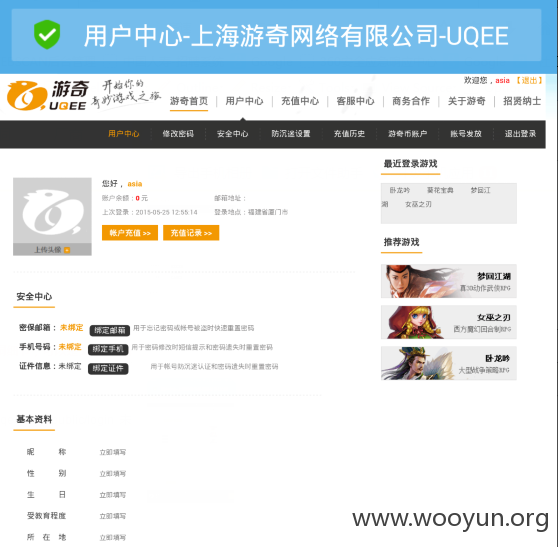 用户中心-上海游奇网络有限公司-UQEE
欢迎您，asia 【退出】
游奇 UQEE 开始你的奇妙游戏之旅
游奇首页 用户中心 充值中心 客服中心 商务合作 关于游奇 招贤纳士
用户中心 修改密码 安全中心 防沉迷设置 充值历史 游奇币账户 账号发放 退出登录
最近登录游戏
卧龙吟 葵花宝典 梦回江
湖 女巫之刃
您好，asia
账户余额：0 元 邮箱地址：
上次登录：2015-05-25 12:55:14 登录地点：福建省厦门市
帐户充值 >> 充值记录 >>
上传头像
推荐游戏
梦回江湖
真3D动作武侠RPG
女巫之刃
西方魔幻回合制RPG
卧龙吟
大型战争策略RPG
安全中心
密保邮箱：未绑定 绑定邮箱 用于忘记密码或帐号被盗时快速重置密码
手机号码：未绑定 绑定手机 用于密码修改时短信提示和密码遗失时重置密码
证件信息：未绑定 绑定证件 用于帐号防沉迷认证和密码遗失时重置密码
基本资料
昵 称 立即填写
性 别 立即填写
生 日 立即填写
受教育程度 立即填写
所 在 地 立即填写
www.wooyun.org